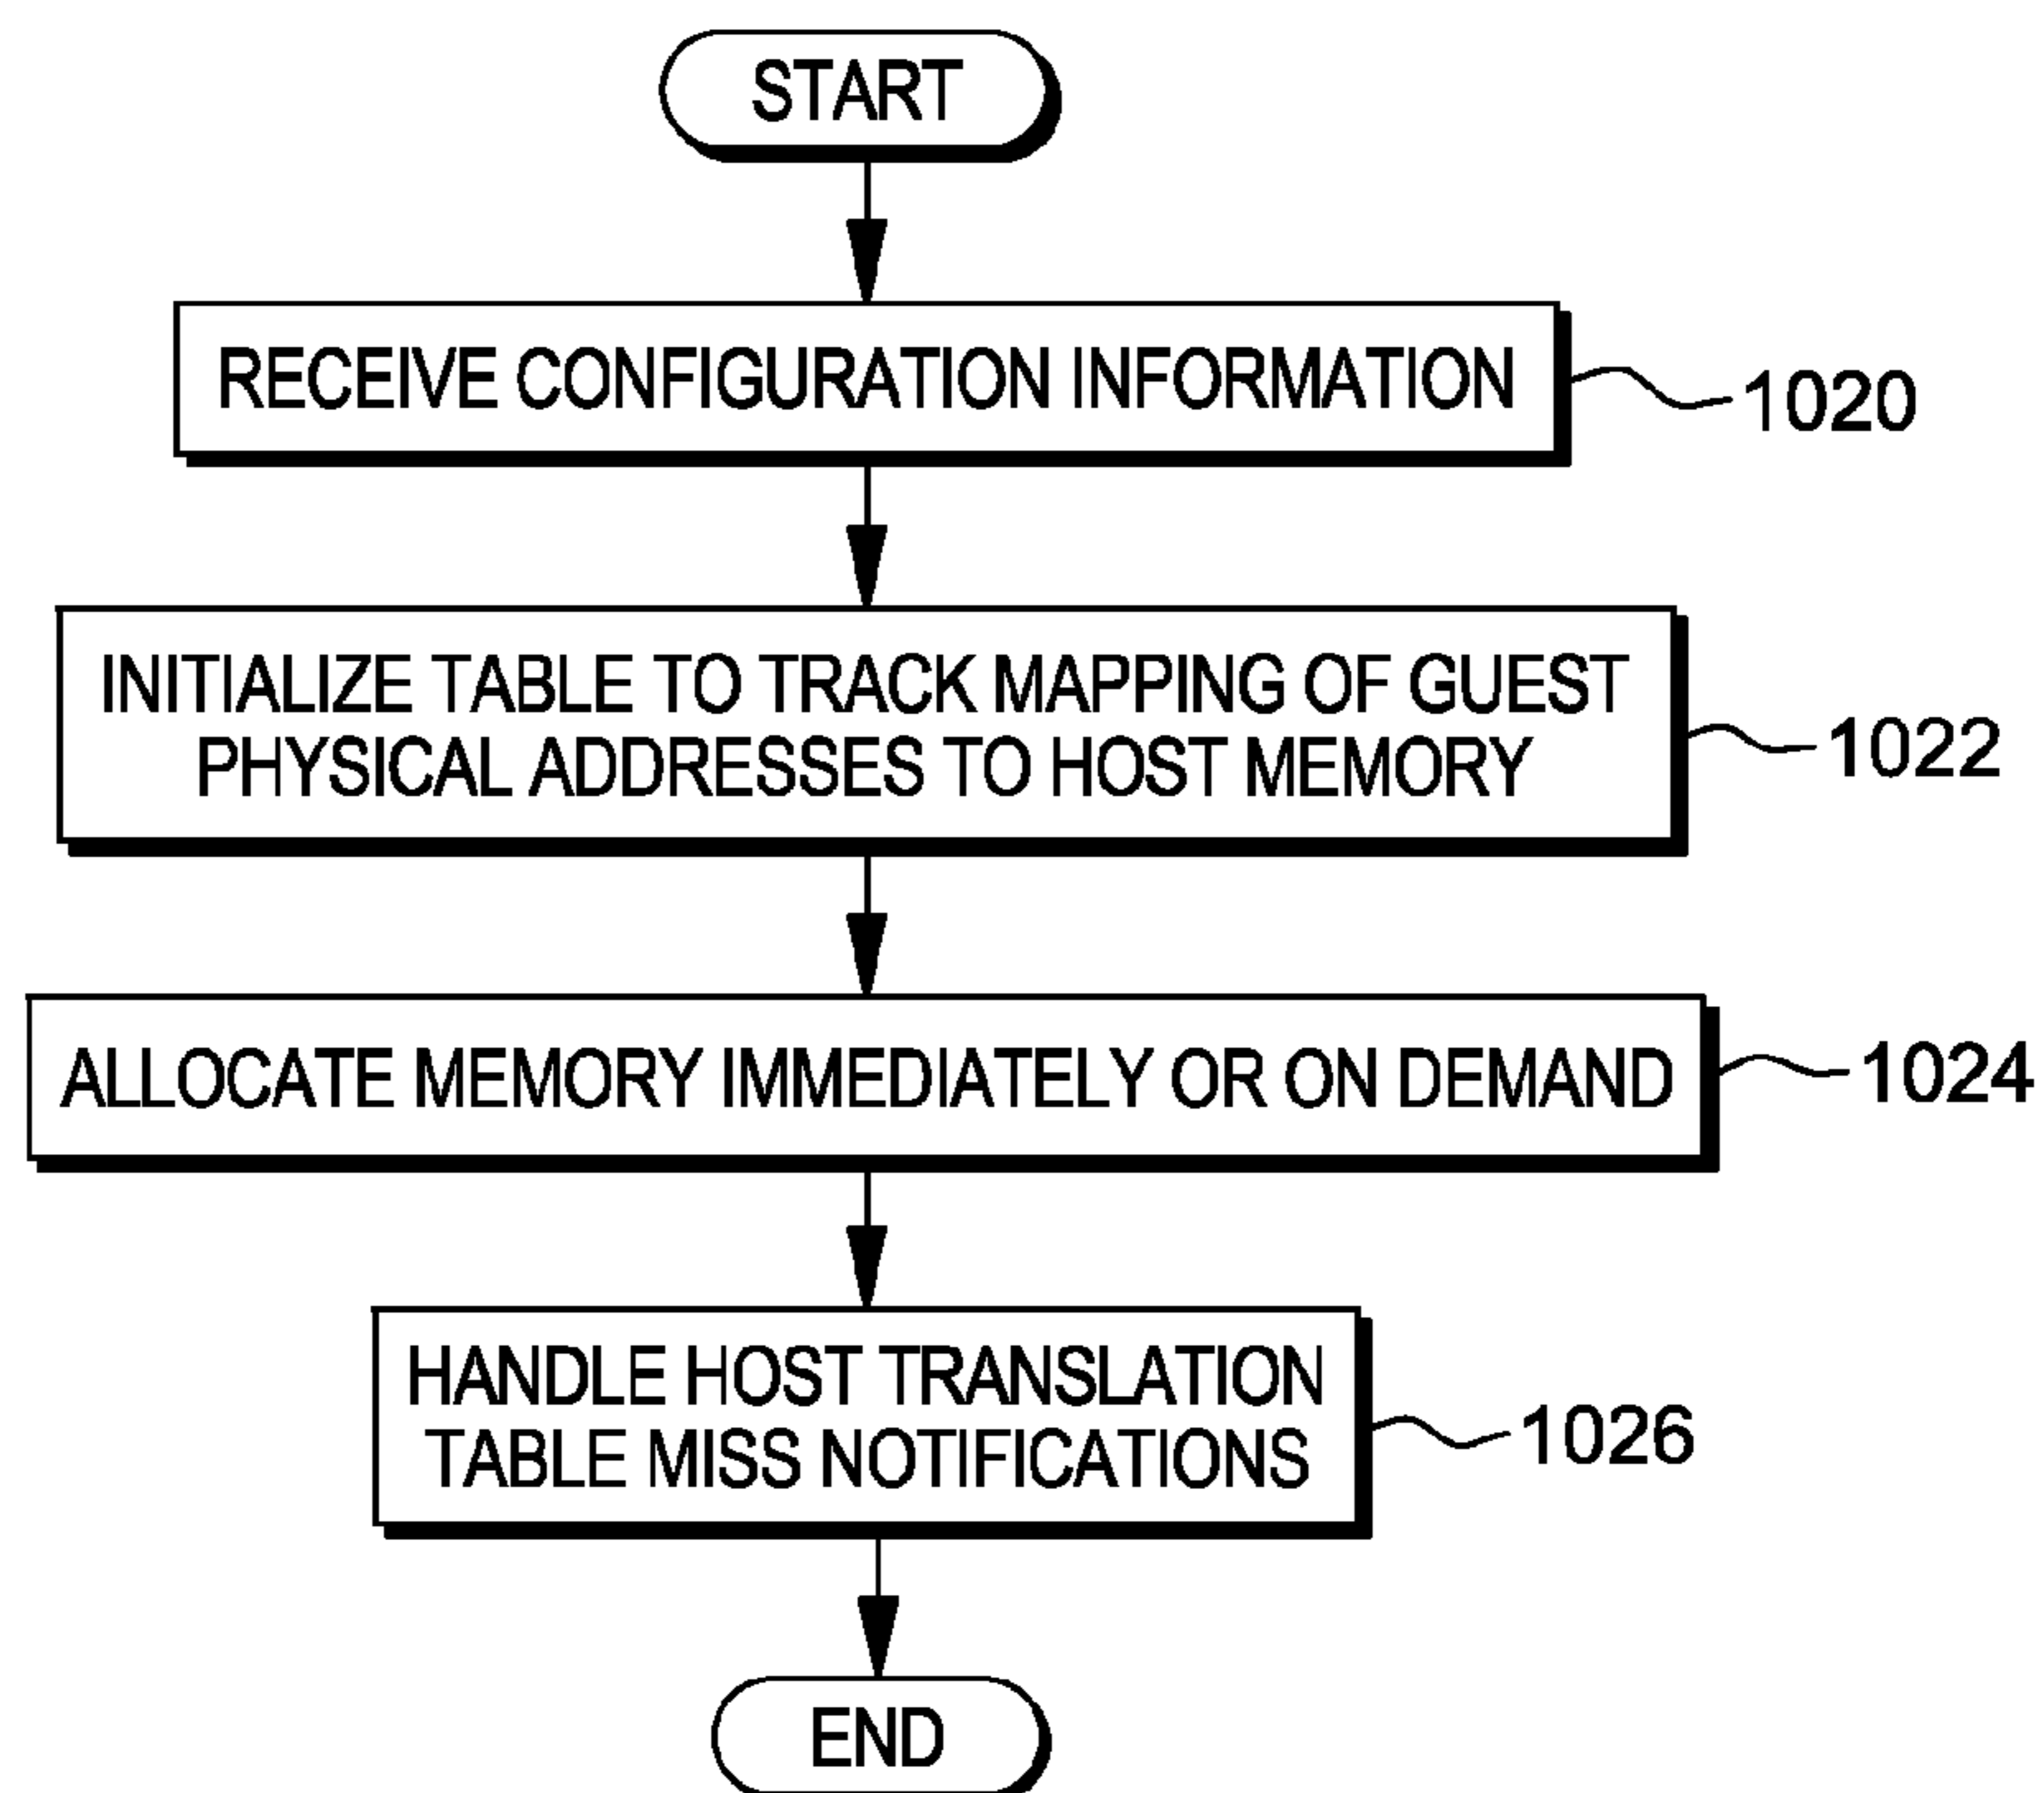 START
RECEIVE CONFIGURATION INFORMATION
1020
INITIALIZE TABLE TO TRACK MAPPING OF GUEST
PHYSICAL ADDRESSES TO HOST MEMORY
1022
ALLOCATE MEMORY IMMEDIATELY OR ON DEMAND
1024
HANDLE HOST TRANSLATION
TABLE MISS NOTIFICATIONS
1026
END